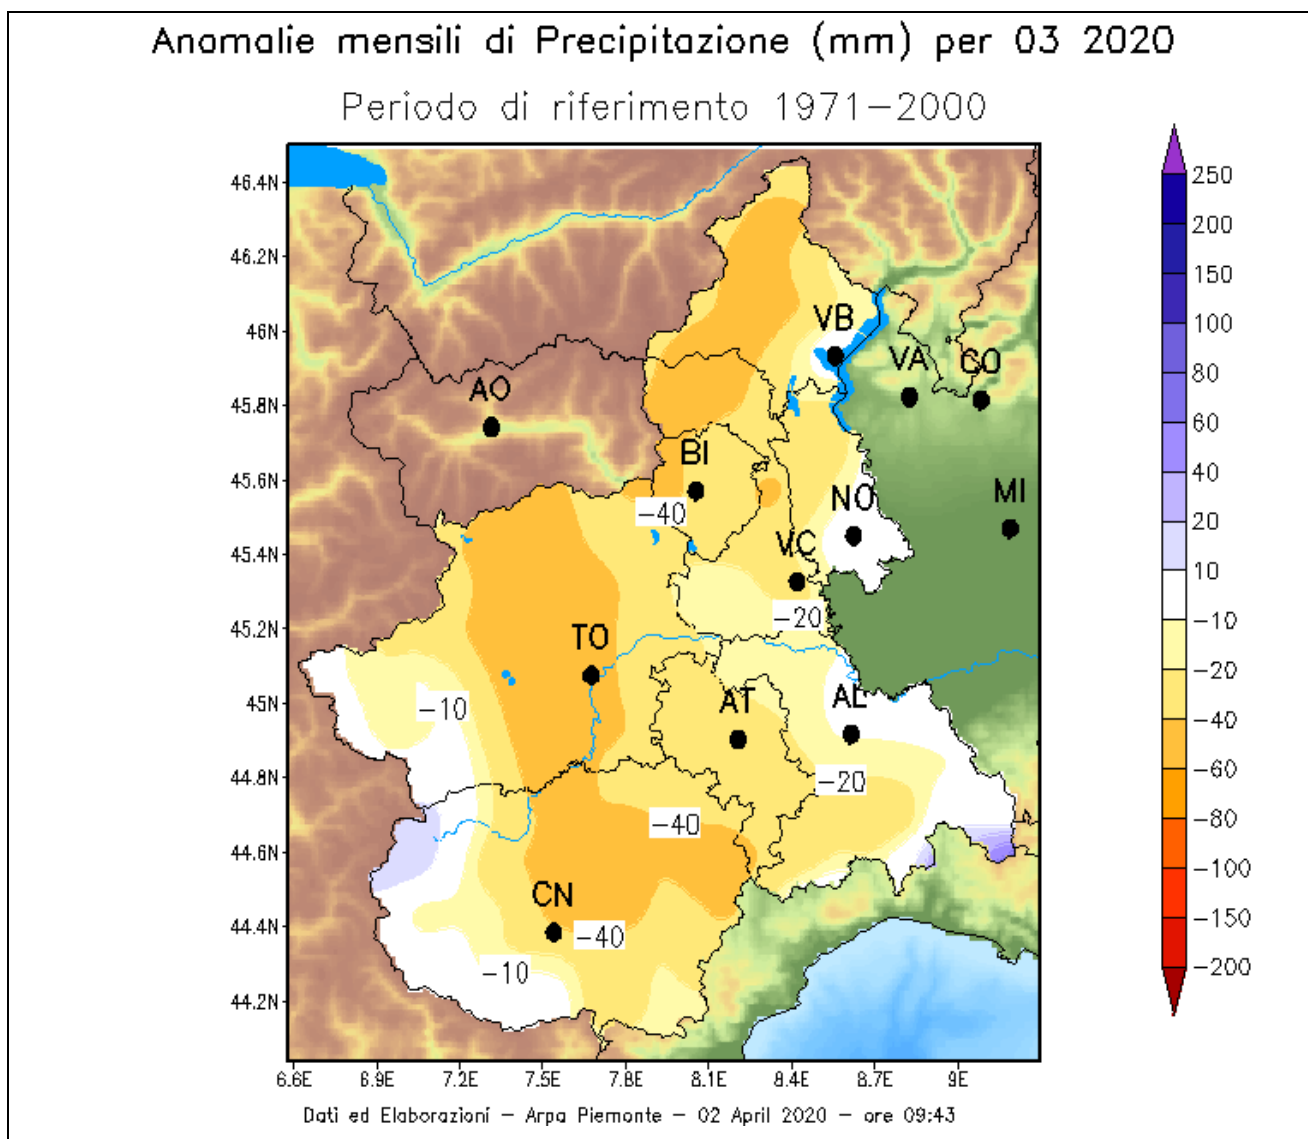 Anomalie mensili di Precipitazione (mm) per 03 2020
Periodo di riferimento 1971-2000
46.4N
46.2N
46N
45.8N
45.6N
45.4N
45.2N
45N
44.8N
44.6N
44.4N
44.2N
6.6E 6.9E 7.2E 7.5E 7.8E 8.1E 8.4E 8.7E 9E
VB
VA
CO
AO
BI
NO
MI
-40
VC
-20
TO
-10
AT
AL
-20
-40
CN
-40
-10
250
200
150
100
80
60
40
20
10
-10
-20
-40
-60
-80
-100
-150
-200
Dati ed Elaborazioni - Arpa Piemonte - 02 April 2020 - ore 09:43